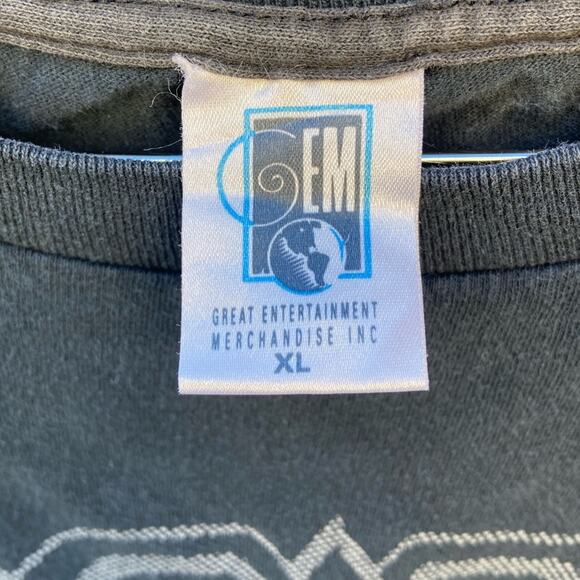 GEM
GREAT ENTERTAINMENT
MERCHANDISE INC
XL